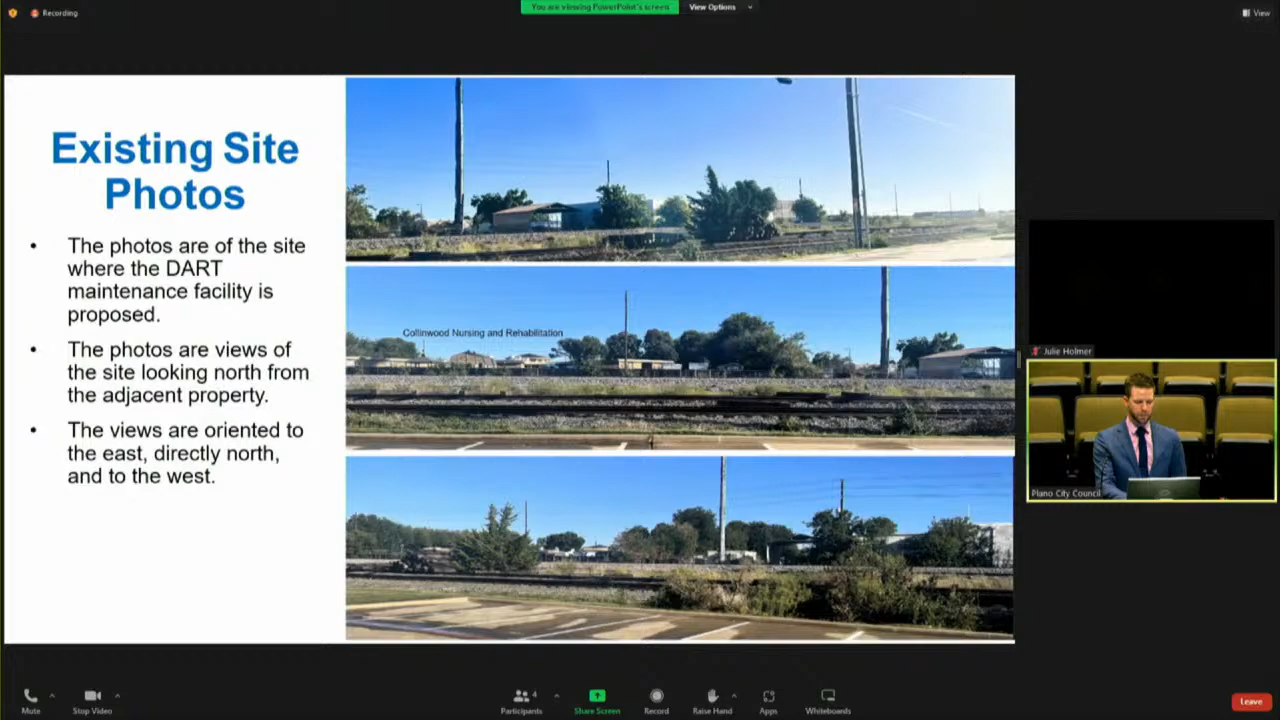 Recording
You are viewing PowerPoint's screen
View Options
View
Existing Site
Photos
• The photos are of the site
where the DART
maintenance facility is
proposed.
• The photos are views of
the site looking north from
the adjacent property.
• The views are oriented to
the east, directly north,
and to the west.
Collinwood Nursing and Rehabilitation
Julie Holmer
Plano City Council
Mute
Stop Video
4
Participants
Share Screen
Record
Raise Hand
Apps
Whiteboards
Leave